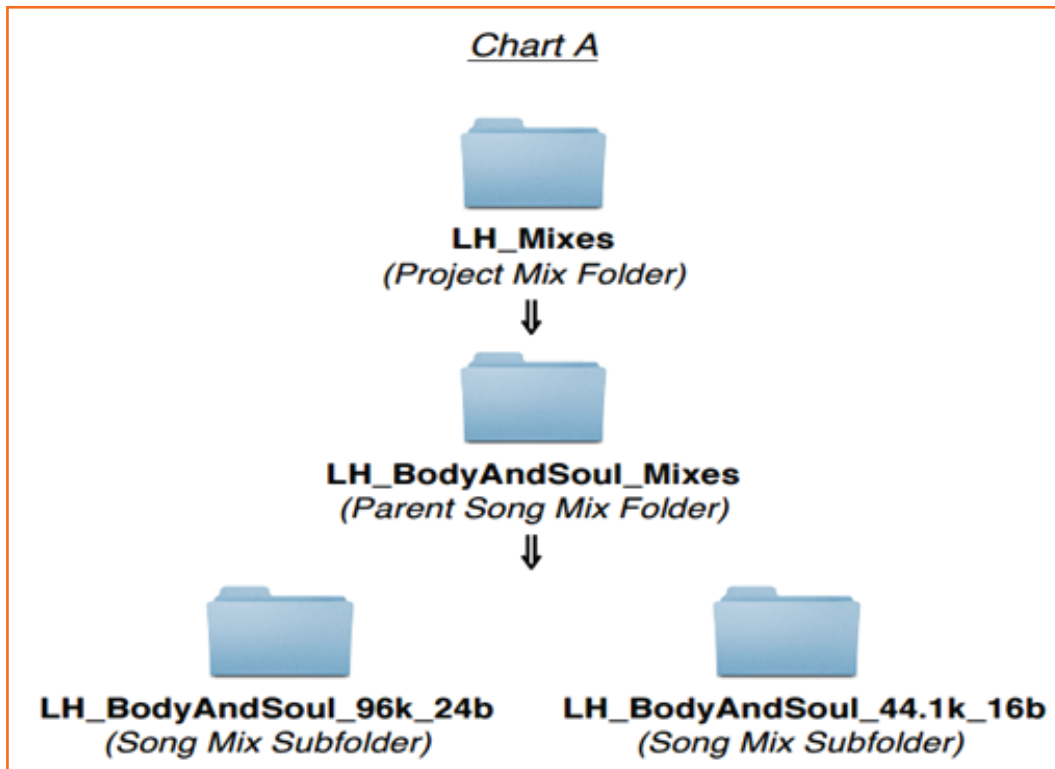 Chart A
LH_Mixes
(Project Mix Folder)
⇓
LH_BodyAndSoul_Mixes
(Parent Song Mix Folder)
⇓
LH_BodyAndSoul_96k_24b LH_BodyAndSoul_44.1k_16b
(Song Mix Subfolder) (Song Mix Subfolder)